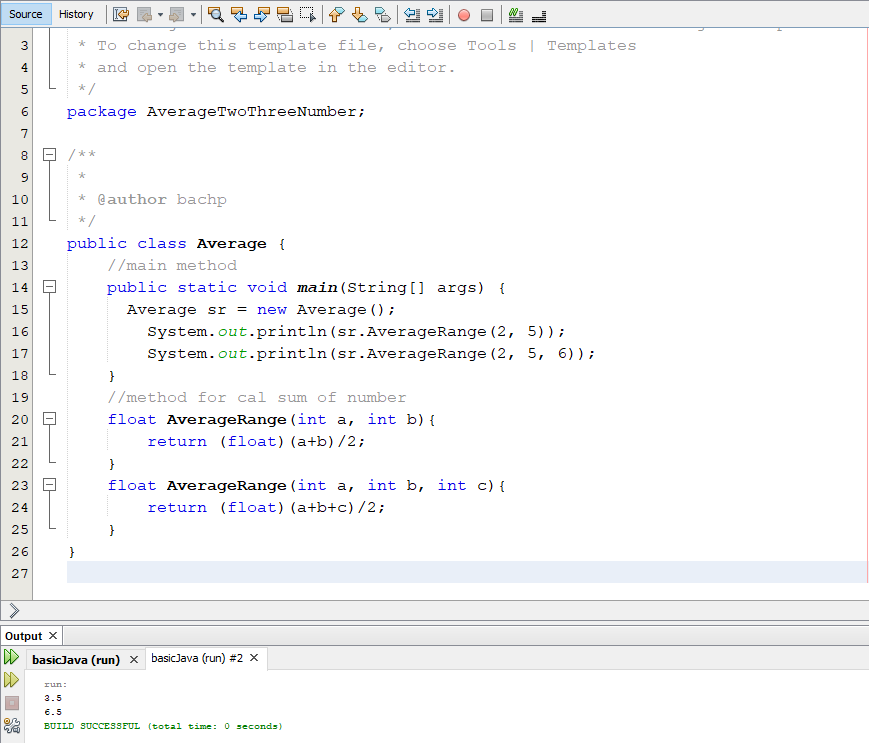 Source History
3 * To change this template file, choose Tools | Templates
4 * and open the template in the editor.
5 */
6 package AverageTwoThreeNumber;
7
8 /**
9 *
10 * @author bachp
11 */
12 public class Average {
13 //main method
14 public static void main(String[] args) {
15 Average sr = new Average();
16 System.out.println(sr.AverageRange(2, 5));
17 System.out.println(sr.AverageRange(2, 5, 6));
18 }
19 //method for cal sum of number
20 float AverageRange(int a, int b){
21 return (float)(a+b)/2;
22 }
23 float AverageRange(int a, int b, int c){
24 return (float)(a+b+c)/2;
25 }
26 }
27
Output
basicJava (run) basicJava (run) #2
run:
3.5
6.5
BUILD SUCCESSFUL (total time: 0 seconds)